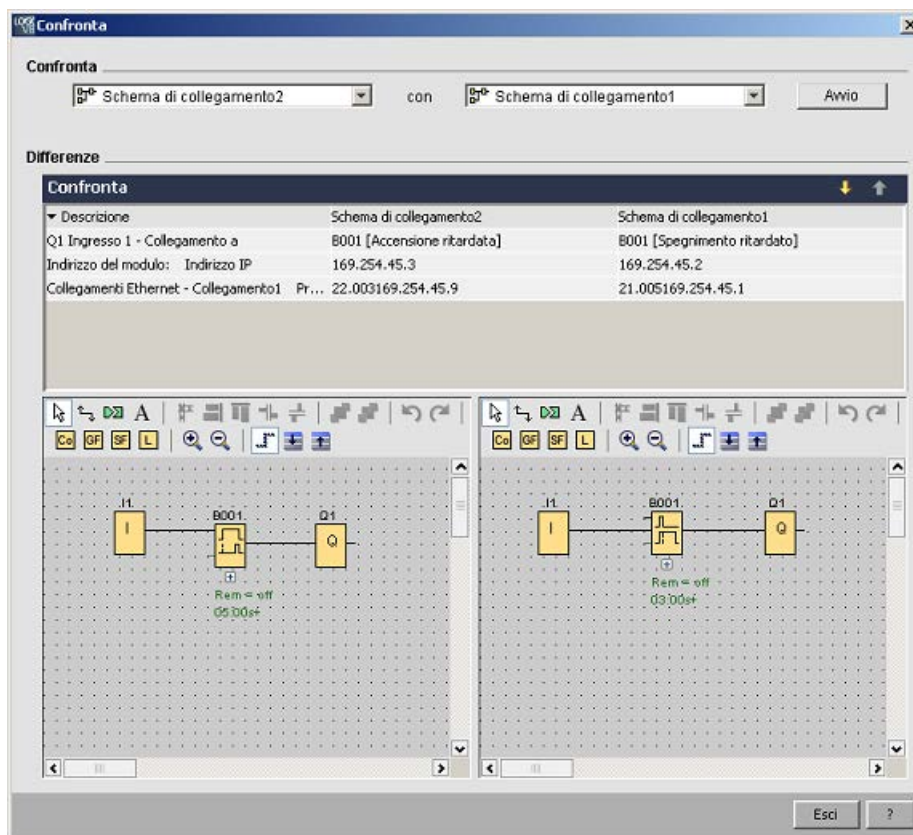 Confronta
Confronta
Schema di collegamento2 con Schema di collegamento1 Avvio
Differenze
Confronta
Descrizione Schema di collegamento2 Schema di collegamento1
Q1 Ingresso 1 - Collegamento a B001 [Accensione ritardata] B001 [Spegnimento ritardato]
Indirizzo del modulo: Indirizzo IP 169.254.45.3 169.254.45.2
Collegamenti Ethernet - Collegamento1 Pr... 22.003169.254.45.9 21.005169.254.45.1
A
Co GF SF L
I1
B001
Q1
I
Q
Rem = off
05:00s+
A
Co GF SF L
I1
B001
Q1
I
Q
Rem = off
03:00s+
Esci ?